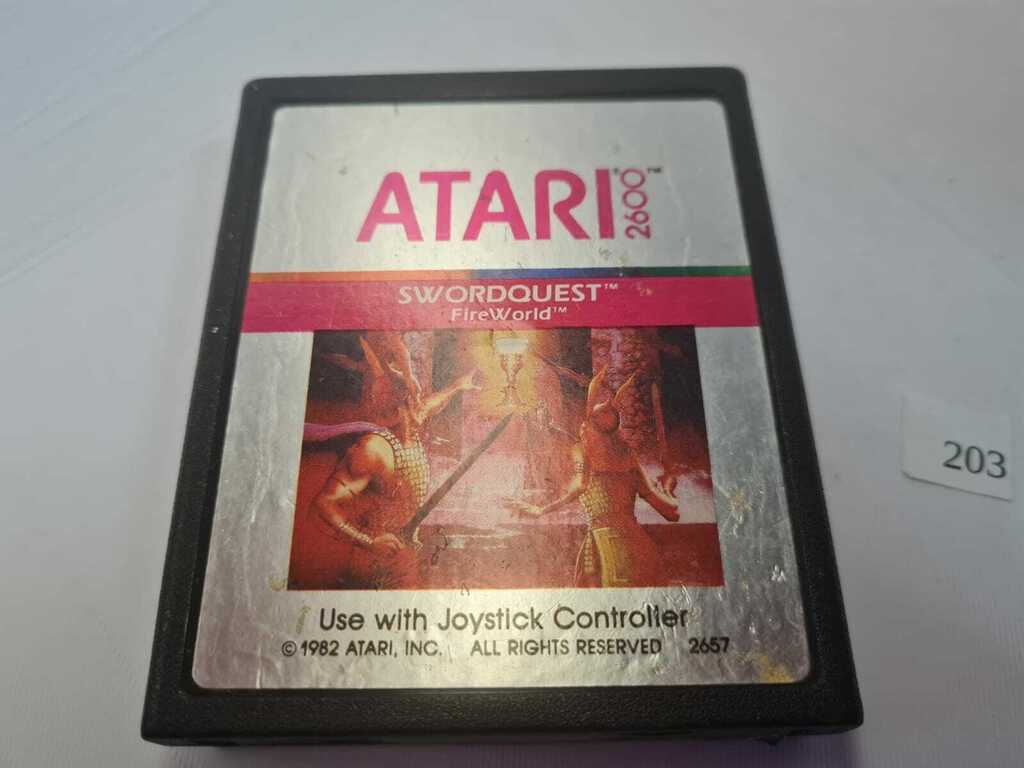 ATARI® 2600™
SWORDQUEST™
FireWorld™
Use with Joystick Controller
© 1982 ATARI, INC. ALL RIGHTS RESERVED 2657
203